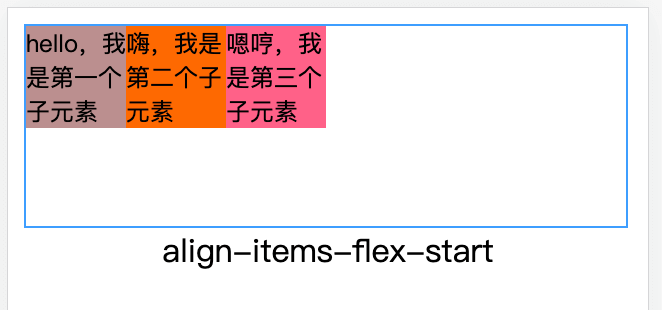 hello，我
是第一个
子元素
嗨，我是
第二个子
元素
嗯哼，我
是第三个
子元素
align-items-flex-start